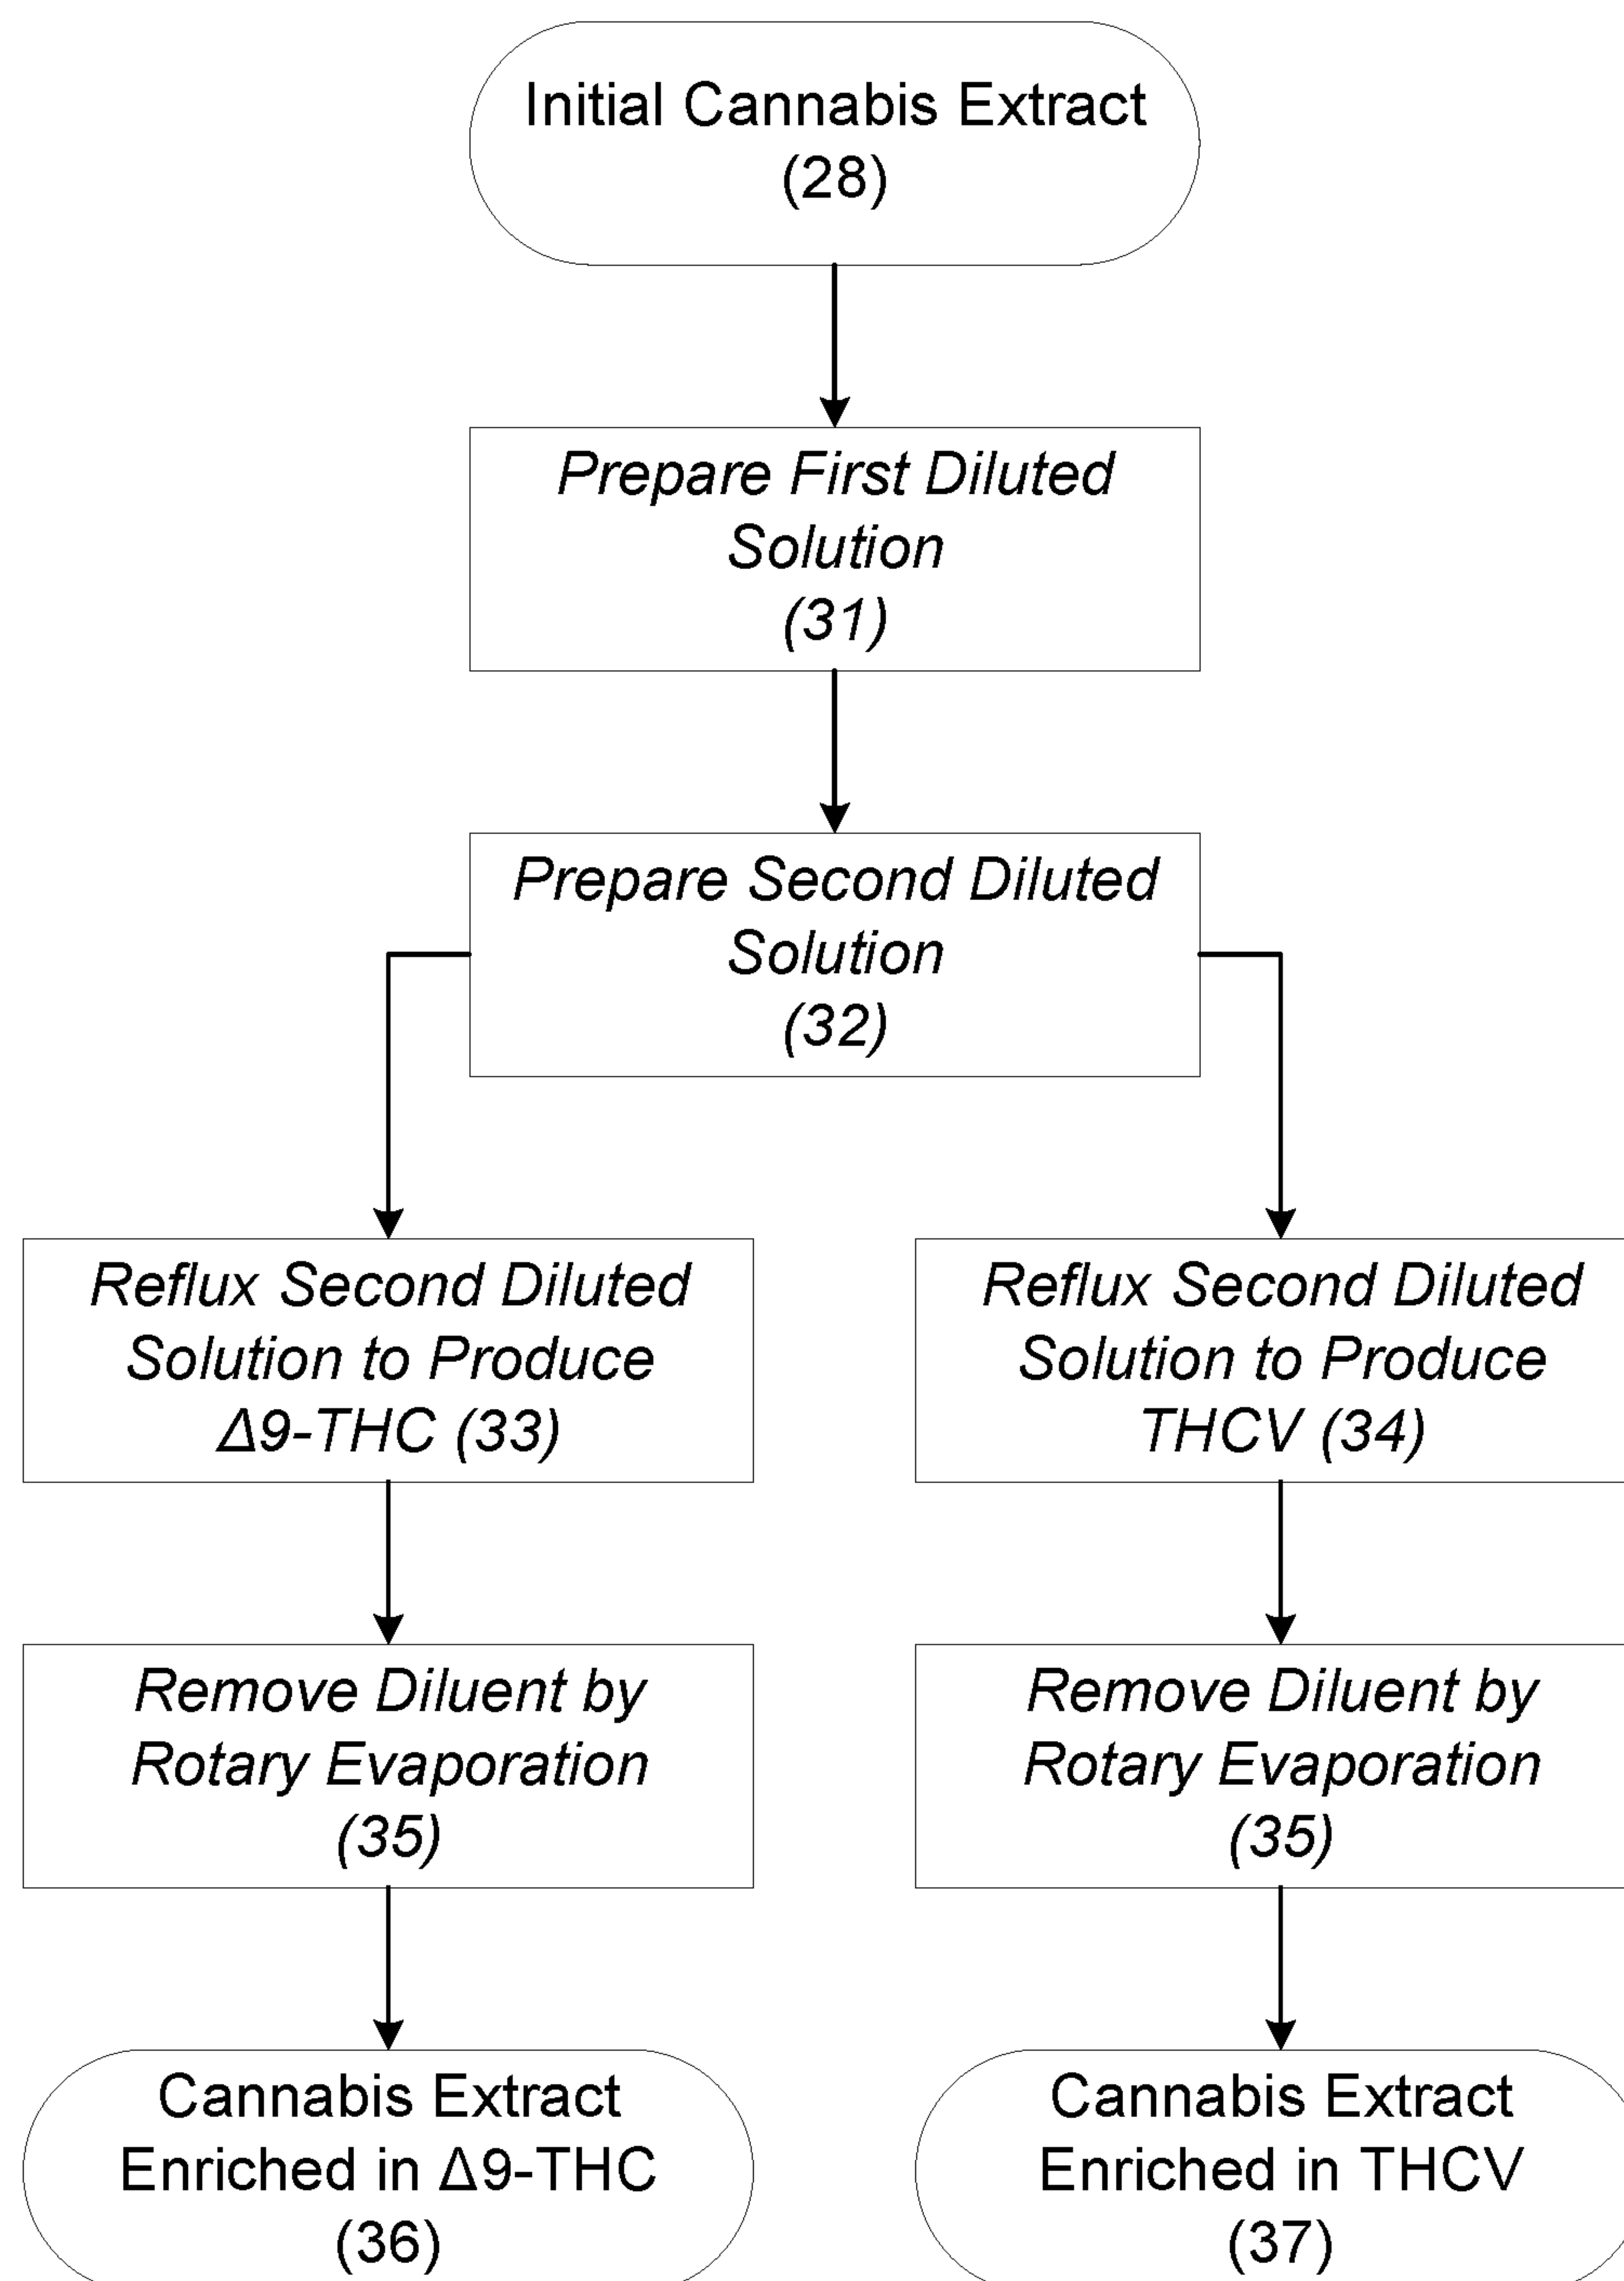 Initial Cannabis Extract
(28)
Prepare First Diluted
Solution
(31)
Prepare Second Diluted
Solution
(32)
Reflux Second Diluted
Solution to Produce
Δ9-THC (33)
Reflux Second Diluted
Solution to Produce
THCV (34)
Remove Diluent by
Rotary Evaporation
(35)
Remove Diluent by
Rotary Evaporation
(35)
Cannabis Extract
Enriched in Δ9-THC
(36)
Cannabis Extract
Enriched in THCV
(37)